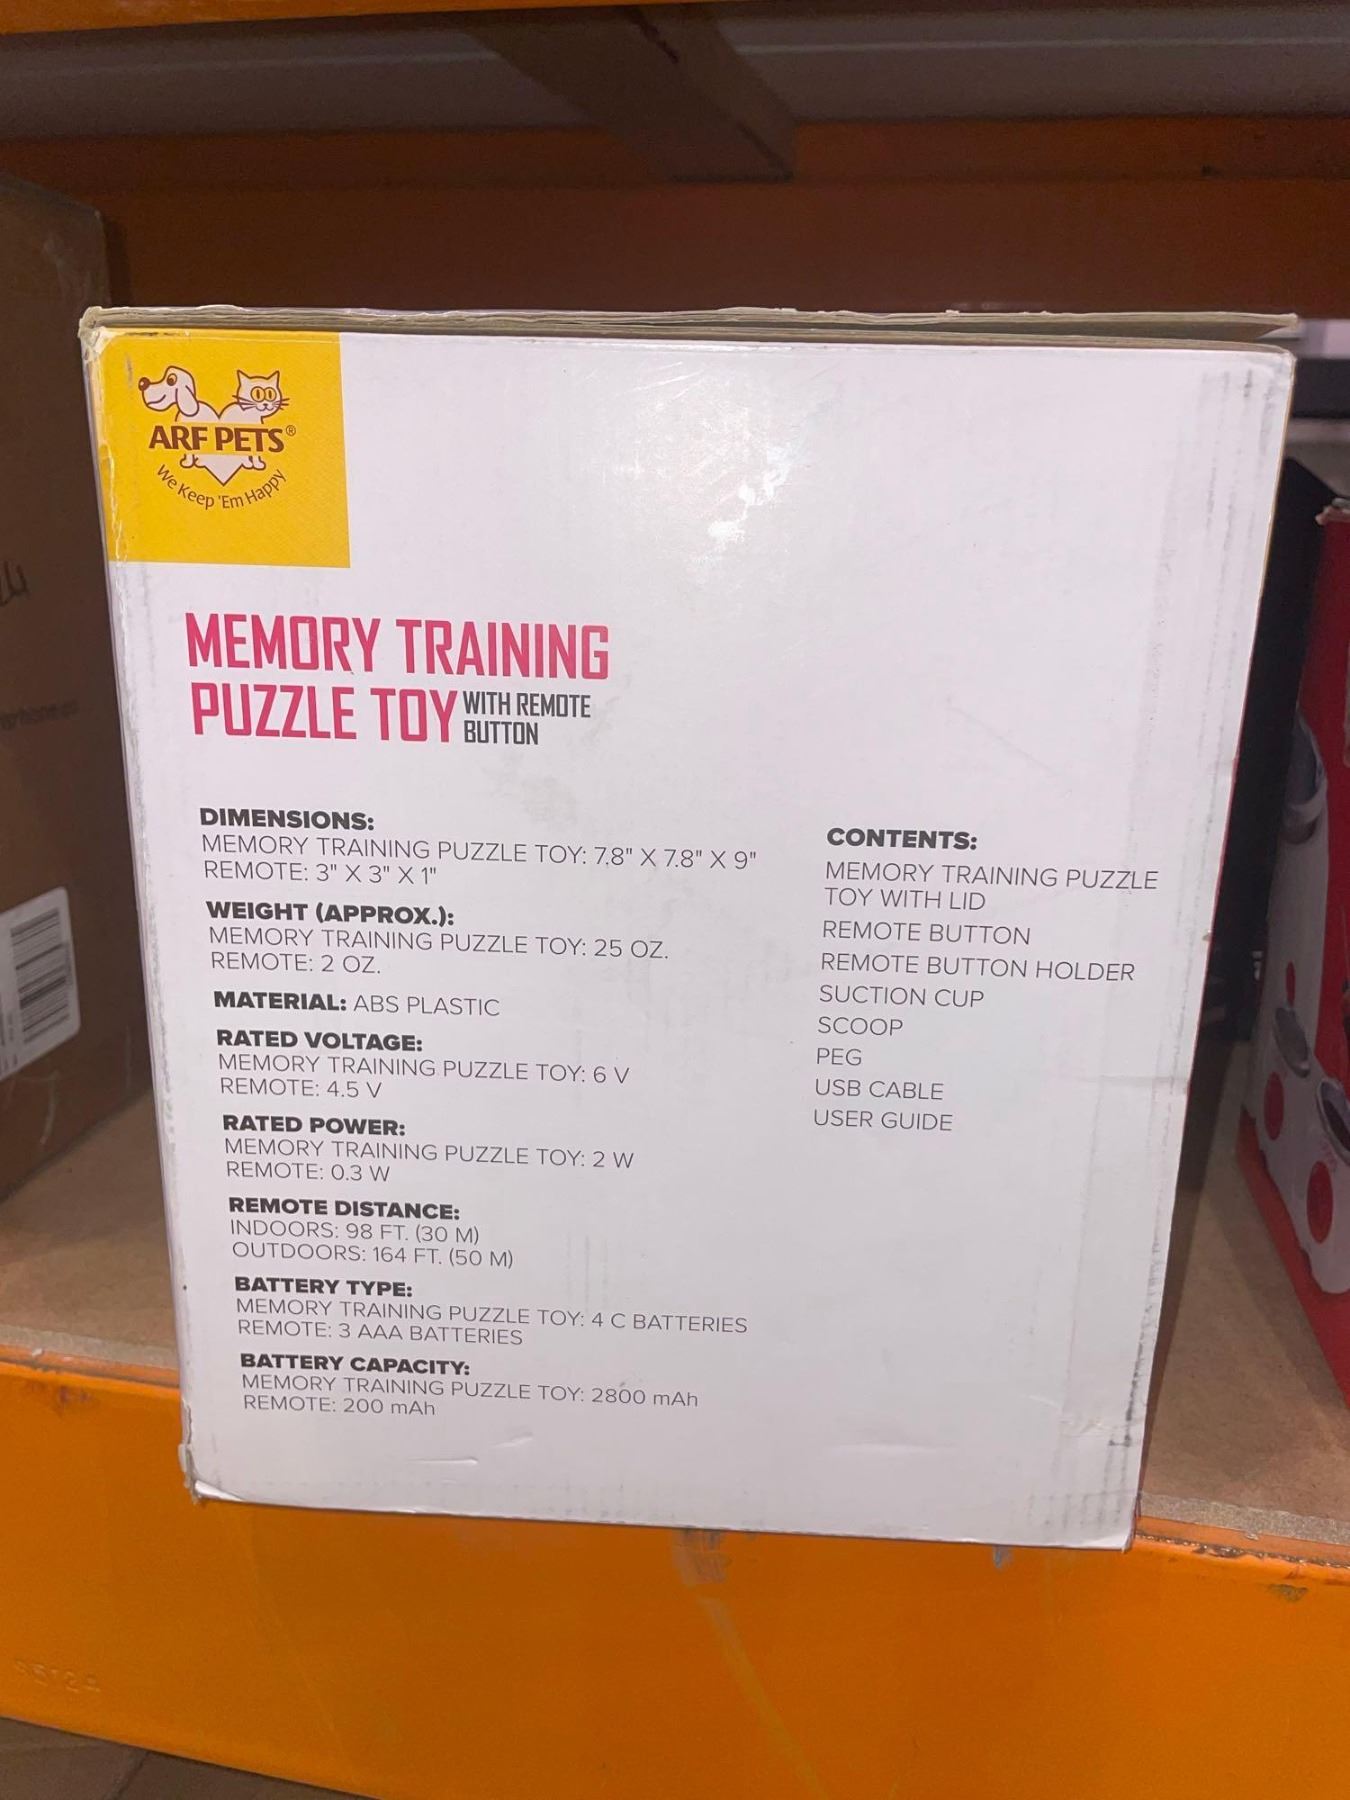 ARF PETS®
We Keep 'Em Happy
MEMORY TRAINING
PUZZLE TOY WITH REMOTE
BUTTON
DIMENSIONS:
MEMORY TRAINING PUZZLE TOY: 7.8" X 7.8" X 9"
REMOTE: 3" X 3" X 1"
WEIGHT (APPROX.):
MEMORY TRAINING PUZZLE TOY: 25 OZ.
REMOTE: 2 OZ.
MATERIAL: ABS PLASTIC
RATED VOLTAGE:
MEMORY TRAINING PUZZLE TOY: 6 V
REMOTE: 4.5 V
RATED POWER:
MEMORY TRAINING PUZZLE TOY: 2 W
REMOTE: 0.3 W
REMOTE DISTANCE:
INDOORS: 98 FT. (30 M)
OUTDOORS: 164 FT. (50 M)
BATTERY TYPE:
MEMORY TRAINING PUZZLE TOY: 4 C BATTERIES
REMOTE: 3 AAA BATTERIES
BATTERY CAPACITY:
MEMORY TRAINING PUZZLE TOY: 2800 mAh
REMOTE: 200 mAh
CONTENTS:
MEMORY TRAINING PUZZLE
TOY WITH LID
REMOTE BUTTON
REMOTE BUTTON HOLDER
SUCTION CUP
SCOOP
PEG
USB CABLE
USER GUIDE